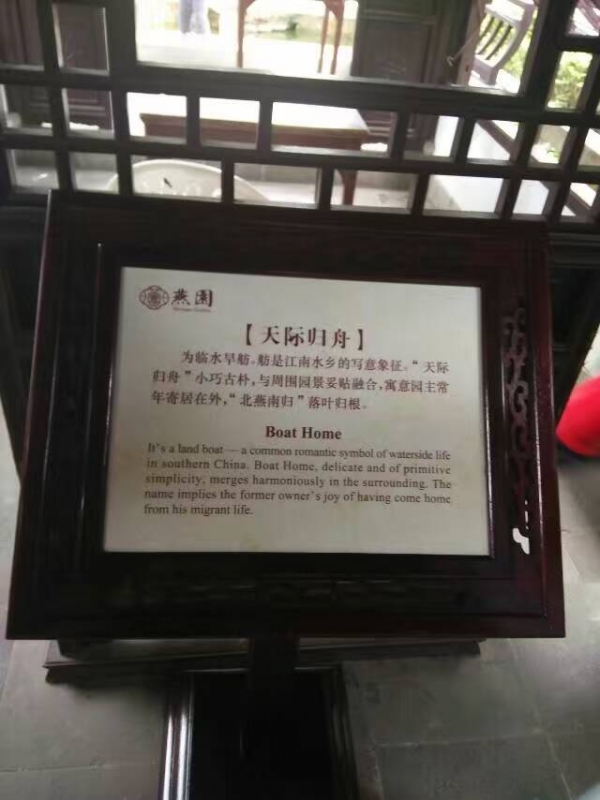 燕園
【天际归舟】
为临水旱舫。舫是江南水乡的写意象征。“天际
归舟”小巧古朴，与周围园景妥贴融合，寓意园主常
年寄居在外，“北燕南归”落叶归根。
Boat Home
It's a land boat — a common romantic symbol of waterside life
in southern China. Boat Home, delicate and of primitive
simplicity, merges harmoniously in the surrounding. The
name implies the former owner's joy of having come home
from his migrant life.